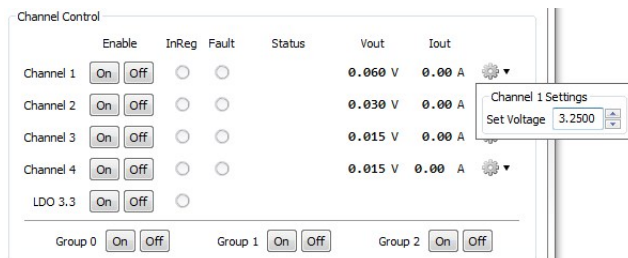 Channel Control
Enable InReg Fault Status Vout Iout
Channel 1 On Off 0.060 V 0.00 A
Channel 2 On Off 0.030 V 0.00 A
Channel 1 Settings
Set Voltage 3.2500
Channel 3 On Off 0.015 V 0.00 A
Channel 4 On Off 0.015 V 0.00 A
LDO 3.3 On Off
Group 0 On Off Group 1 On Off Group 2 On Off